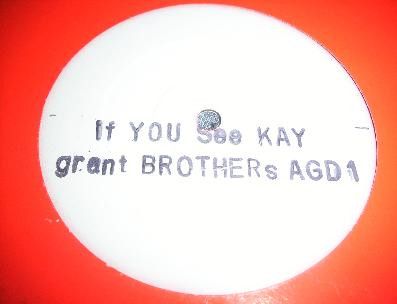 If YOU See KAY
grant BROTHERs AGD1